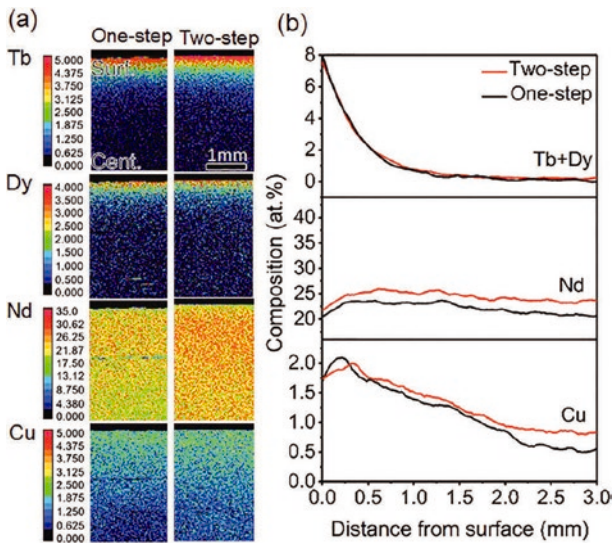 (a)
One-step Two-step
Tb
5.000
4.375
3.750
3.125
2.500
1.875
1.250
0.625
0.000
Surf.
Cent.
1mm
Dy
4.000
3.500
3.000
2.500
2.000
1.500
1.000
0.500
0.000
Nd
35.0
30.62
26.25
21.87
17.50
13.12
8.750
4.380
0.000
Cu
5.000
4.375
3.750
3.125
2.500
1.875
1.250
0.625
0.000
(b)
8
6
4
2
0
Two-step
One-step
Tb+Dy
40
35
30
25
20
Nd
2.0
1.5
1.0
0.5
0.0
Cu
Composition (at.%)
0.0 0.5 1.0 1.5 2.0 2.5 3.0
Distance from surface (mm)